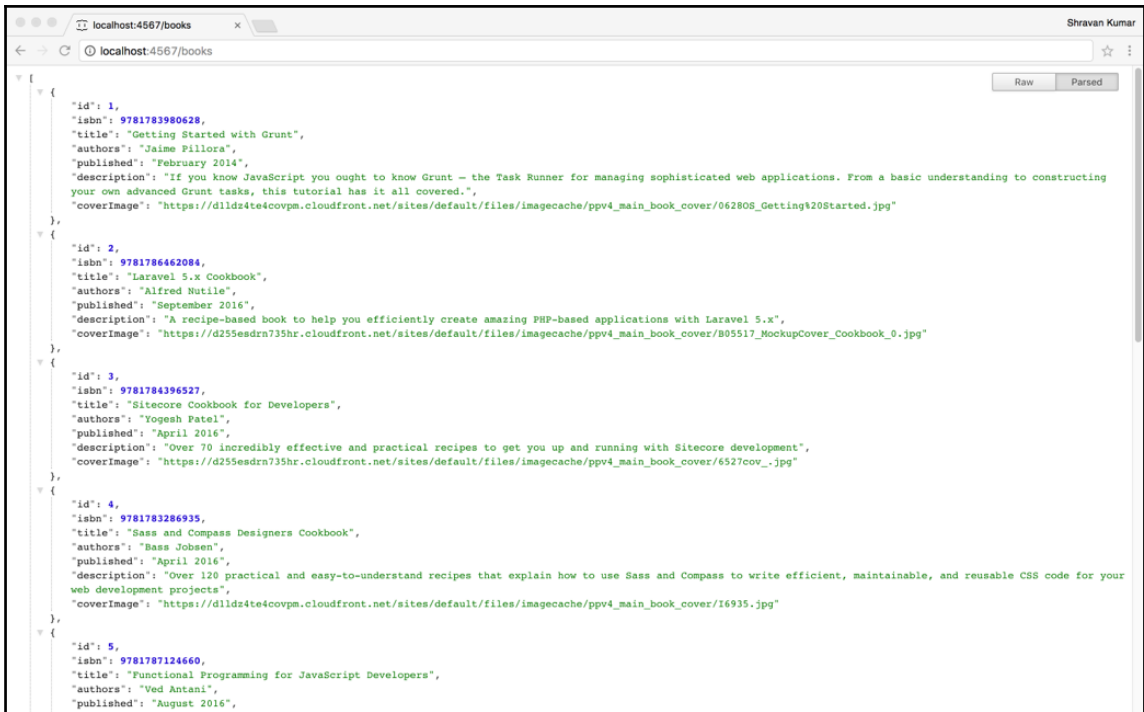 localhost:4567/books
Shravan Kumar
localhost:4567/books
Raw Parsed
[
{
"id": 1,
"isbn": 9781783980628,
"title": "Getting Started with Grunt",
"authors": "Jaime Pillora",
"published": "February 2014",
"description": "If you know JavaScript you ought to know Grunt – the Task Runner for managing sophisticated web applications. From a basic understanding to constructing
your own advanced Grunt tasks, this tutorial has it all covered.",
"coverImage": "https://d1ldz4te4covpm.cloudfront.net/sites/default/files/imagecache/ppv4_main_book_cover/0628OS_Getting%20Started.jpg"
},
{
"id": 2,
"isbn": 9781786462084,
"title": "Laravel 5.x Cookbook",
"authors": "Alfred Nutile",
"published": "September 2016",
"description": "A recipe-based book to help you efficiently create amazing PHP-based applications with Laravel 5.x",
"coverImage": "https://d255esdrn735hr.cloudfront.net/sites/default/files/imagecache/ppv4_main_book_cover/B05517_MockupCover_Cookbook_0.jpg"
},
{
"id": 3,
"isbn": 9781784396527,
"title": "Sitecore Cookbook for Developers",
"authors": "Yogesh Patel",
"published": "April 2016",
"description": "Over 70 incredibly effective and practical recipes to get you up and running with Sitecore development",
"coverImage": "https://d255esdrn735hr.cloudfront.net/sites/default/files/imagecache/ppv4_main_book_cover/6527cov_.jpg"
},
{
"id": 4,
"isbn": 9781783286935,
"title": "Sass and Compass Designers Cookbook",
"authors": "Bass Jobsen",
"published": "April 2016",
"description": "Over 120 practical and easy-to-understand recipes that explain how to use Sass and Compass to write efficient, maintainable, and reusable CSS code for your
web development projects",
"coverImage": "https://d1ldz4te4covpm.cloudfront.net/sites/default/files/imagecache/ppv4_main_book_cover/I6935.jpg"
},
{
"id": 5,
"isbn": 9781787124660,
"title": "Functional Programming for JavaScript Developers",
"authors": "Ved Antani",
"published": "August 2016",